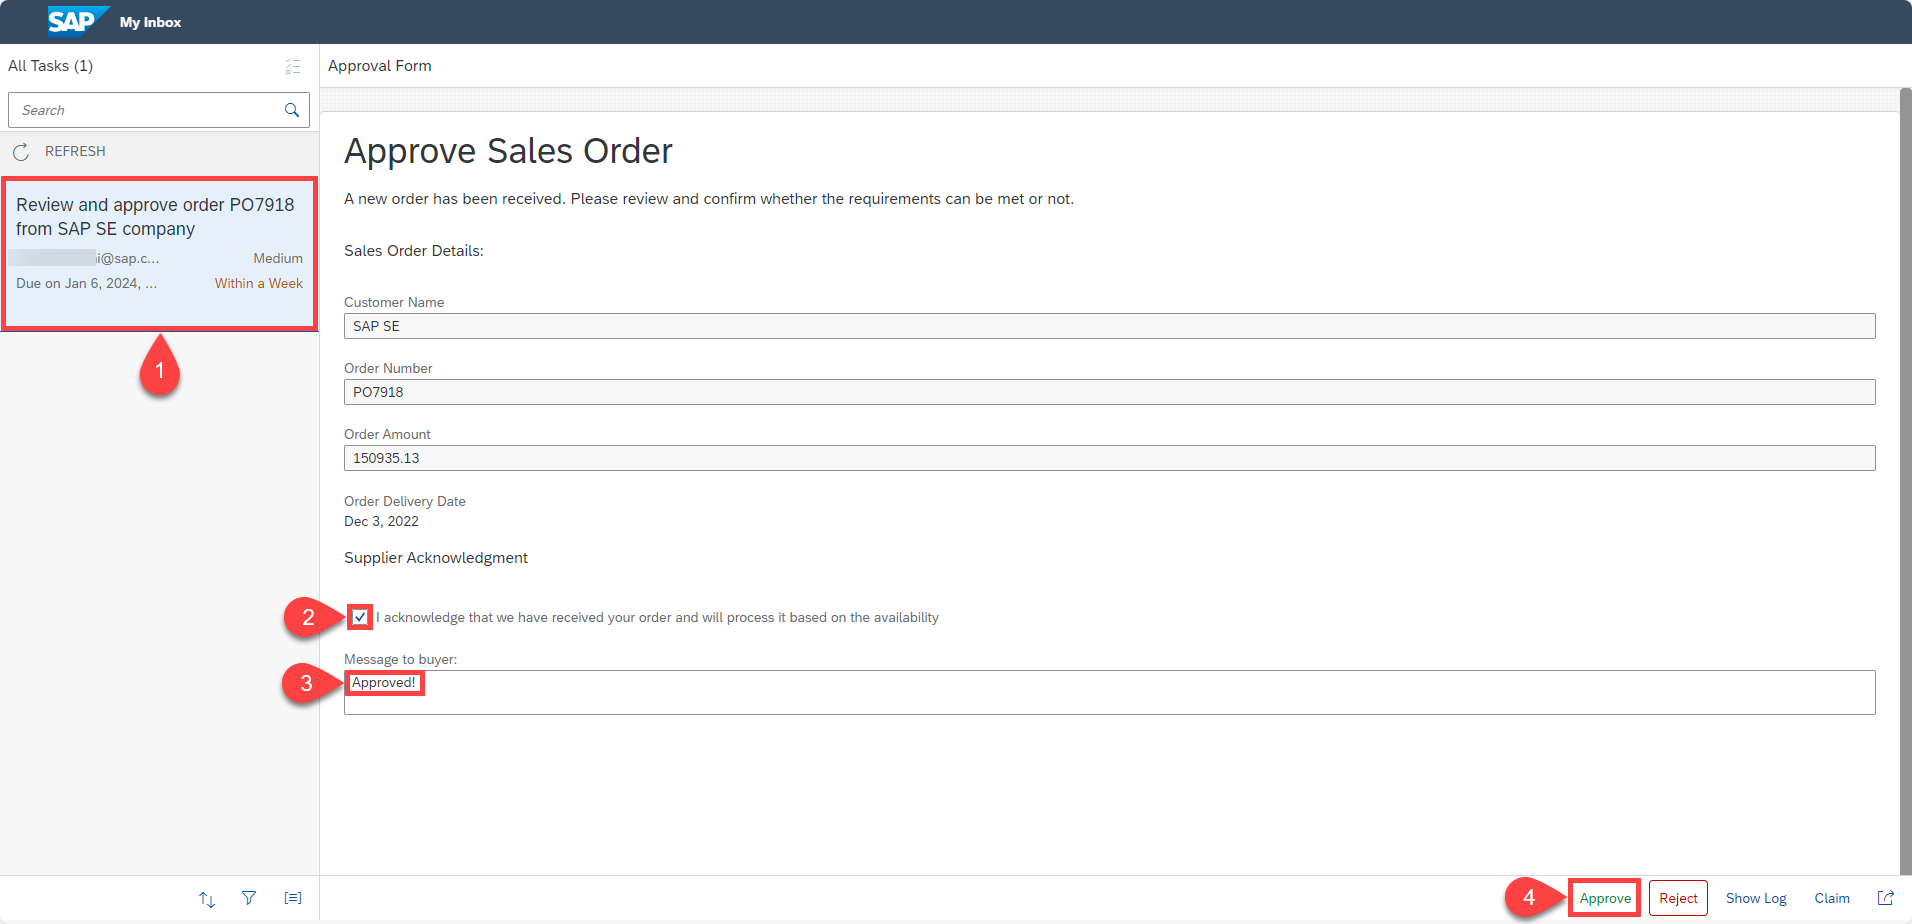 SAP My Inbox
All Tasks (1)
Search
REFRESH
Review and approve order PO7918
from SAP SE company
i@sap.c... Medium
Due on Jan 6, 2024, ... Within a Week
1
Approval Form
Approve Sales Order
A new order has been received. Please review and confirm whether the requirements can be met or not.
Sales Order Details:
Customer Name
SAP SE
Order Number
PO7918
Order Amount
150935.13
Order Delivery Date
Dec 3, 2022
Supplier Acknowledgment
2 I acknowledge that we have received your order and will process it based on the availability
Message to buyer:
3 Approved!
4 Approve Reject Show Log Claim